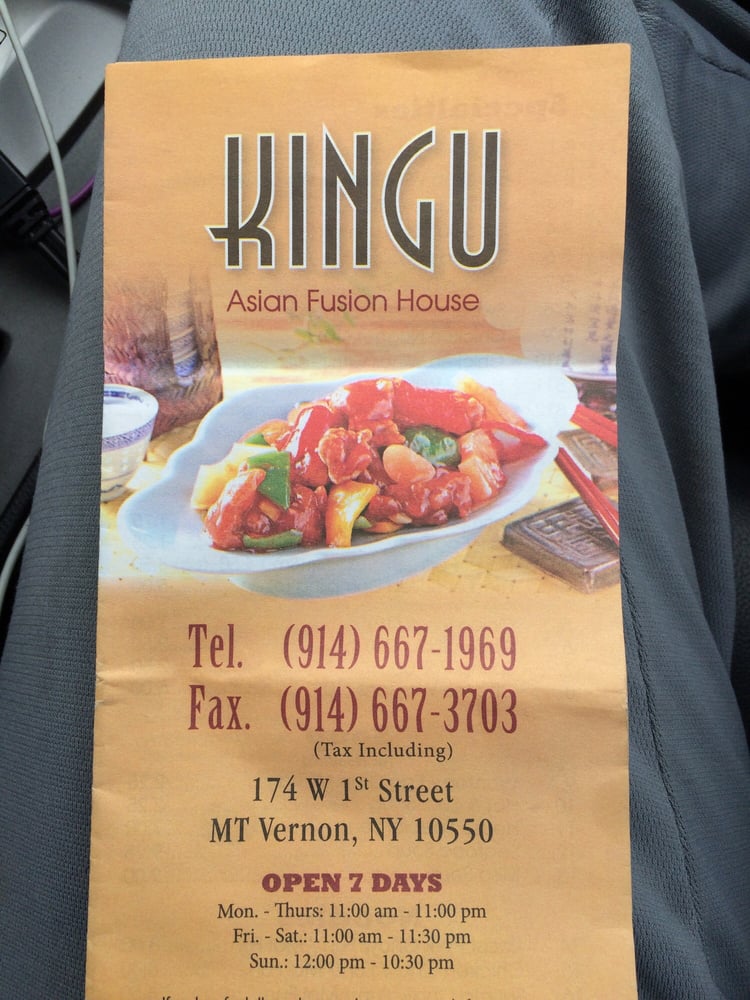 KINGU
Asian Fusion House
Tel. (914) 667-1969
Fax. (914) 667-3703
(Tax Including)
174 W 1St Street
MT Vernon, NY 10550
OPEN 7 DAYS
Mon. - Thurs: 11:00 am - 11:00 pm
Fri. - Sat.: 11:00 am - 11:30 pm
Sun.: 12:00 pm - 10:30 pm